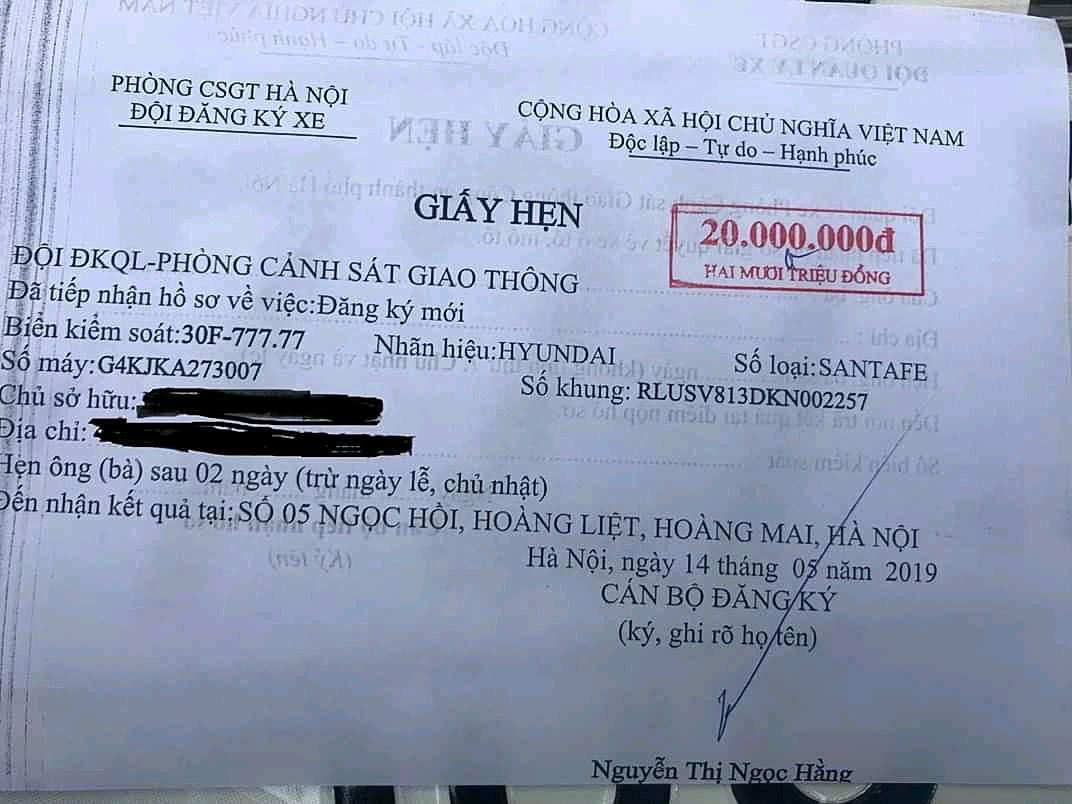 PHÒNG CSGT HÀ NỘI
ĐỘI ĐĂNG KÝ XE
CỘNG HÒA XÃ HỘI CHỦ NGHĨA VIỆT NAM
Độc lập – Tự do – Hạnh phúc
GIẤY HẸN
20.000.000đ
HAI MƯƠI TRIỆU ĐỒNG
ĐỘI ĐKQL-PHÒNG CẢNH SÁT GIAO THÔNG
Đã tiếp nhận hồ sơ về việc:Đăng ký mới
Biển kiểm soát:30F-777.77 Nhãn hiệu:HYUNDAI Số loại:SANTAFE
Số máy:G4KJKA273007 Số khung: RLUSV813DKN002257
Chủ sở hữu:
Địa chỉ:
Hẹn ông (bà) sau 02 ngày (trừ ngày lễ, chủ nhật)
Đến nhận kết quả tại:SỐ 05 NGỌC HỒI, HOÀNG LIỆT, HOÀNG MAI, HÀ NỘI
Hà Nội, ngày 14 tháng 05 năm 2019
CÁN BỘ ĐĂNG KÝ
(ký, ghi rõ họ tên)
Nguyễn Thị Ngọc Hằng